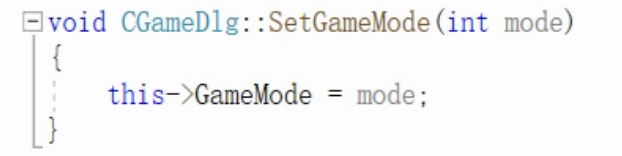 void CGameDlg::SetGameMode(int mode)
{
    this->GameMode = mode;
}